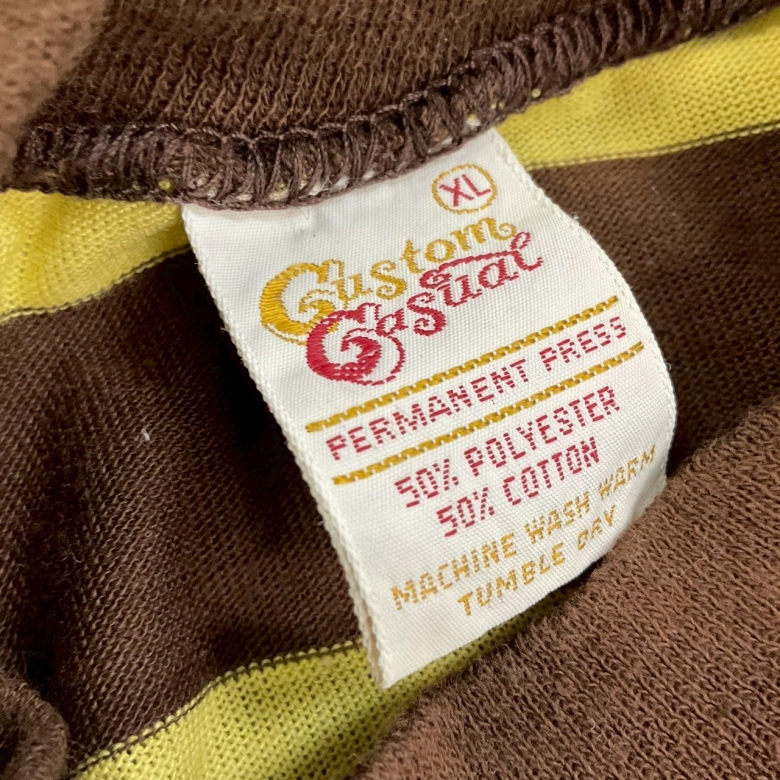 XL
Custom
Casual
PERMANENT PRESS
50% POLYESTER
50% COTTON
MACHINE WASH WARM
TUMBLE DRY